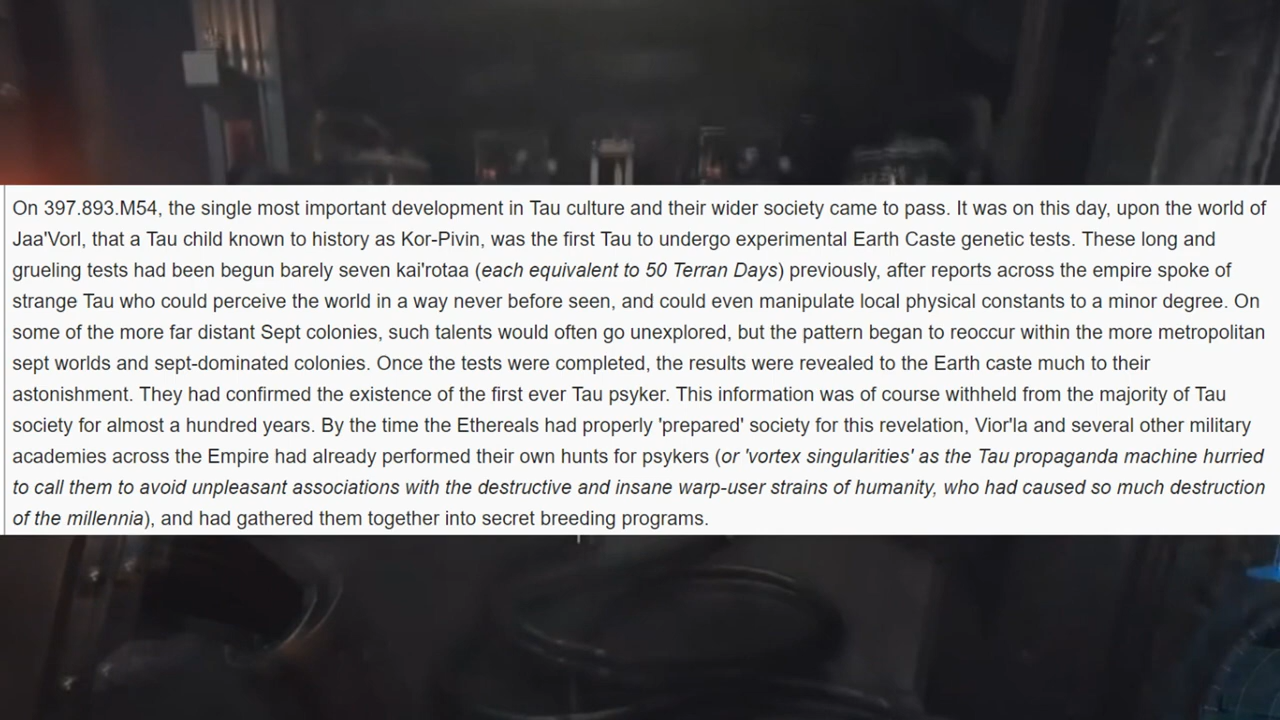 On 397.893.M54, the single most important development in Tau culture and their wider society came to pass. It was on this day, upon the world of
Jaa'Vorl, that a Tau child known to history as Kor-Pivin, was the first Tau to undergo experimental Earth Caste genetic tests. These long and
grueling tests had been begun barely seven kai'rotaa (each equivalent to 50 Terran Days) previously, after reports across the empire spoke of
strange Tau who could perceive the world in a way never before seen, and could even manipulate local physical constants to a minor degree. On
some of the more far distant Sept colonies, such talents would often go unexplored, but the pattern began to reoccur within the more metropolitan
sept worlds and sept-dominated colonies. Once the tests were completed, the results were revealed to the Earth caste much to their
astonishment. They had confirmed the existence of the first ever Tau psyker. This information was of course withheld from the majority of Tau
society for almost a hundred years. By the time the Ethereals had properly 'prepared' society for this revelation, Vior'la and several other military
academies across the Empire had already performed their own hunts for psykers (or 'vortex singularities' as the Tau propaganda machine hurried
to call them to avoid unpleasant associations with the destructive and insane warp-user strains of humanity, who had caused so much destruction
of the millennia), and had gathered them together into secret breeding programs.